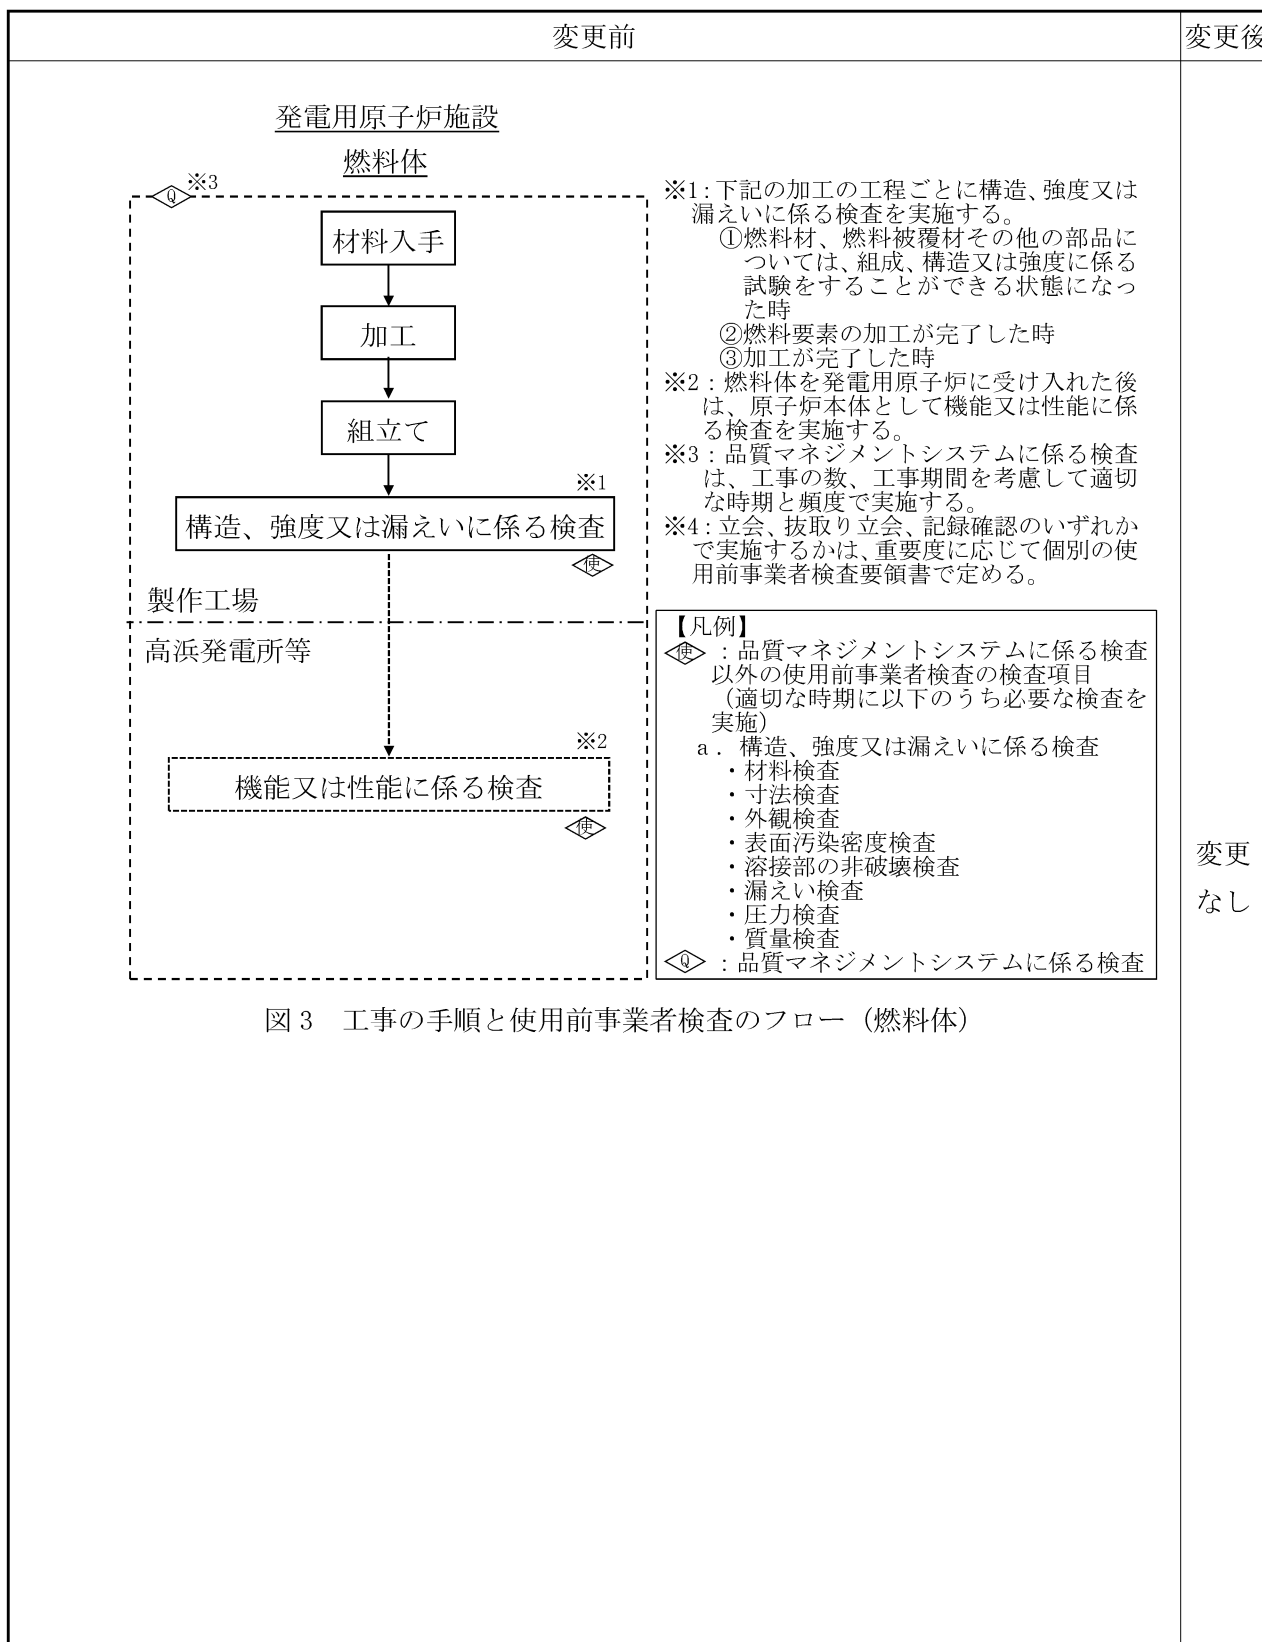 変更前
変更後
発電用原子炉施設
燃料体
Q
※3
材料入手
加工
組立て
※1
構造、強度又は漏えいに係る検査
使
製作工場
高浜発電所等
※2
機能又は性能に係る検査
使
※1：下記の加工の工程ごとに構造、強度又は
漏えいに係る検査を実施する。
①燃料材、燃料被覆材その他の部品に
ついては、組成、構造又は強度に係る
試験をすることができる状態になっ
た時
②燃料要素の加工が完了した時
③加工が完了した時
※2：燃料体を発電用原子炉に受け入れた後
は、原子炉本体として機能又は性能に係
る検査を実施する。
※3：品質マネジメントシステムに係る検査
は、工事の数、工事期間を考慮して適切
な時期と頻度で実施する。
※4：立会、抜取り立会、記録確認のいずれか
で実施するかは、重要度に応じて個別の使
用前事業者検査要領書で定める。
【凡例】
使：品質マネジメントシステムに係る検査
以外の使用前事業者検査の検査項目
（適切な時期に以下のうち必要な検査を
実施）
a．構造、強度又は漏えいに係る検査
・材料検査
・寸法検査
・外観検査
・表面汚染密度検査
・溶接部の非破壊検査
・漏えい検査
・圧力検査
・質量検査
Q：品質マネジメントシステムに係る検査
図3　工事の手順と使用前事業者検査のフロー（燃料体）
変更
なし